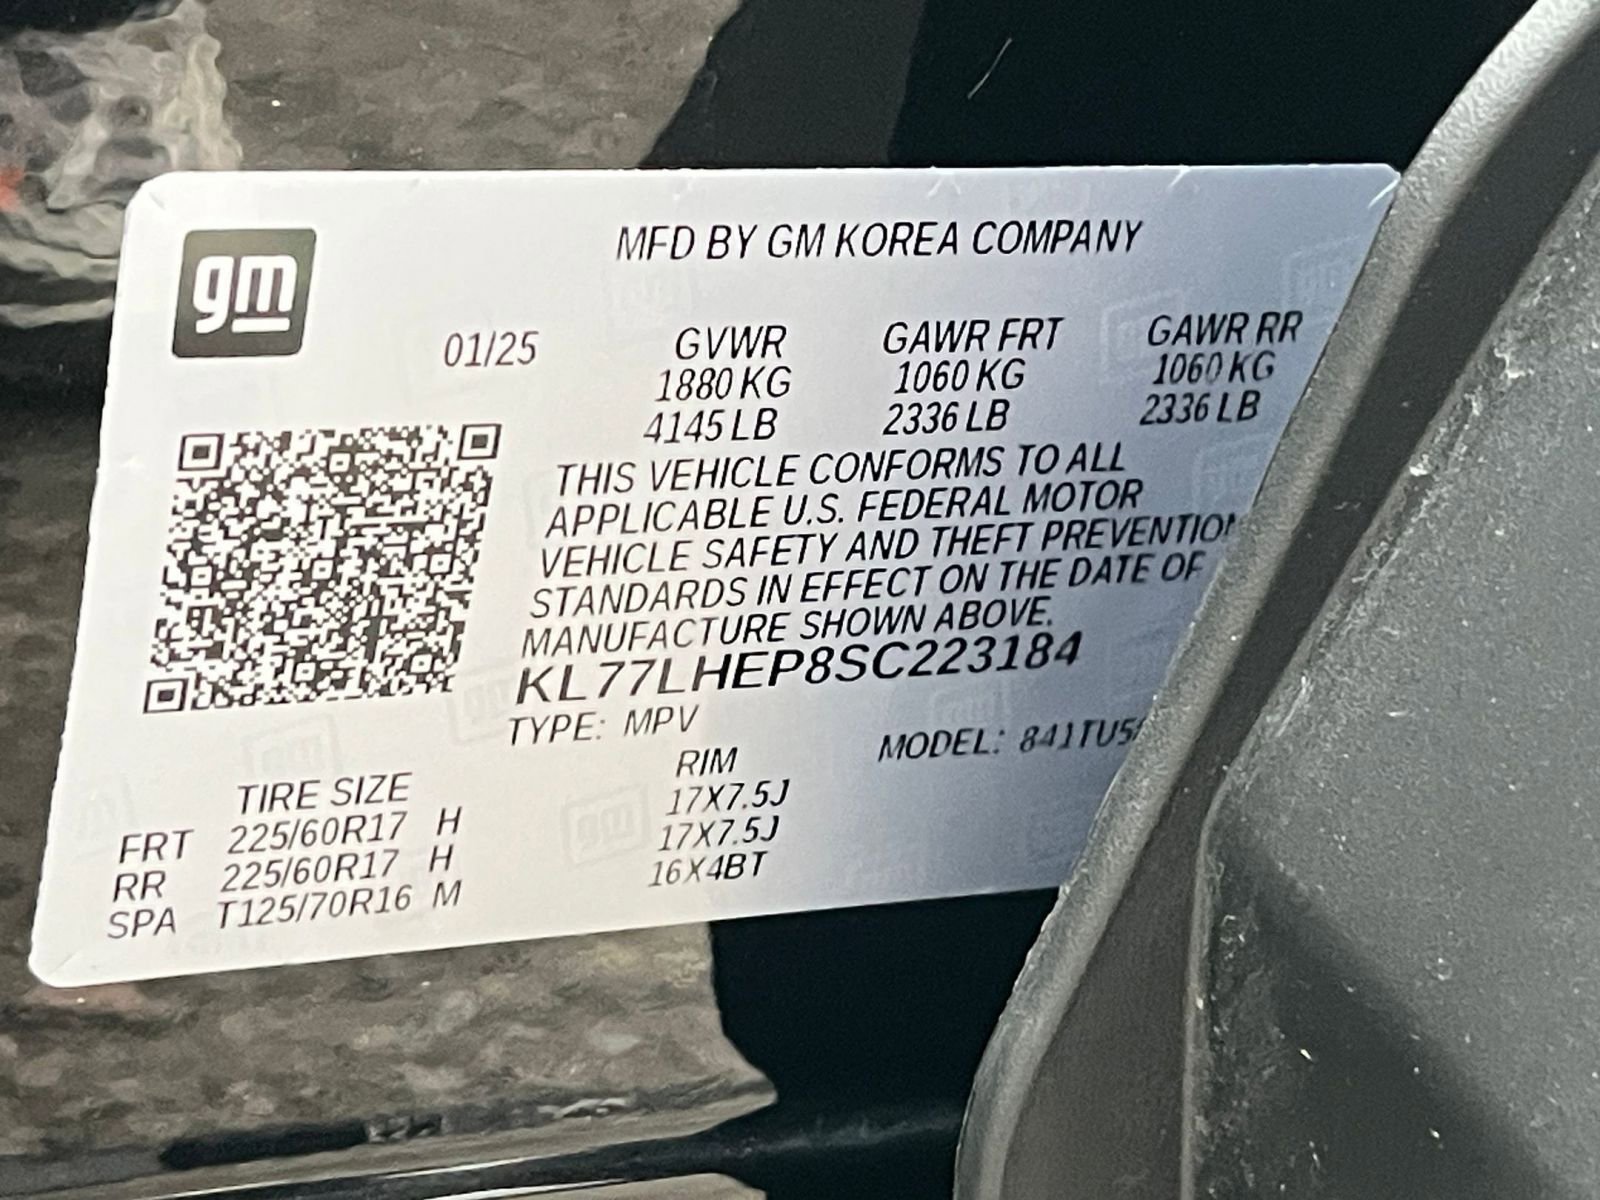 gm
MFD BY GM KOREA COMPANY
01/25 GVWR GAWR FRT GAWR RR
1880 KG 1060 KG 1060 KG
4145 LB 2336 LB 2336 LB
THIS VEHICLE CONFORMS TO ALL
APPLICABLE U.S. FEDERAL MOTOR
VEHICLE SAFETY AND THEFT PREVENTION
STANDARDS IN EFFECT ON THE DATE OF
MANUFACTURE SHOWN ABOVE.
KL77LHEP8SC223184
TYPE: MPV MODEL:
TIRE SIZE RIM
FRT 225/60R17 H 17X7.5J
RR 225/60R17 H 17X7.5J
SPA T125/70R16 M 16X4BT